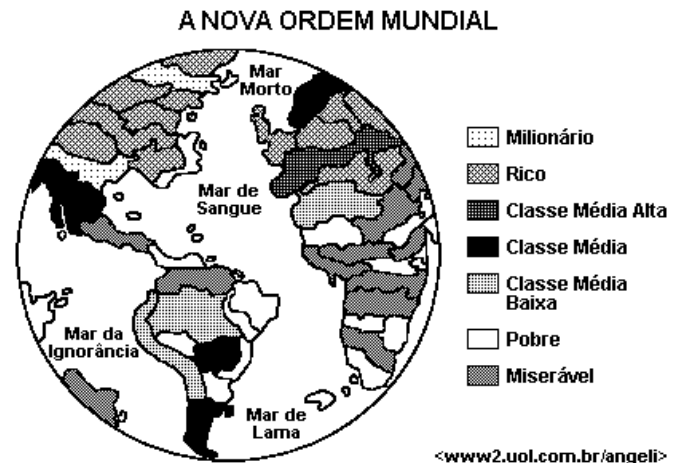 A NOVA ORDEM MUNDIAL
Mar
Morto
Mar de
Sangue
Mar da
Ignorância
Mar de
Lama
Milionário
Rico
Classe Média Alta
Classe Média
Classe Média
Baixa
Pobre
Miserável
<www2.uol.com.br/angeli>